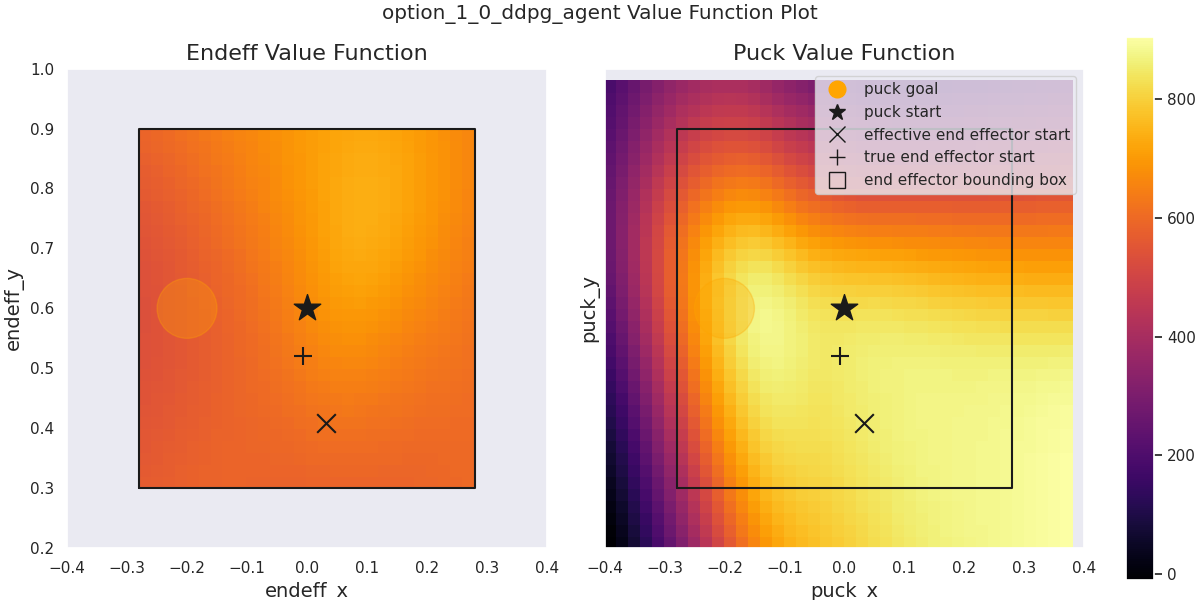 option_1_0_ddpg_agent Value Function Plot
Endeff Value Function
Puck Value Function
1.0
0.9
0.8
0.7
0.6
0.5
0.4
0.3
0.2
endeff_y
−0.4 −0.3 −0.2 −0.1 0.0 0.1 0.2 0.3 0.4
endeff_x
puck_y
puck goal
puck start
effective end effector start
true end effector start
end effector bounding box
−0.4 −0.3 −0.2 −0.1 0.0 0.1 0.2 0.3 0.4
puck_x
800
600
400
200
0